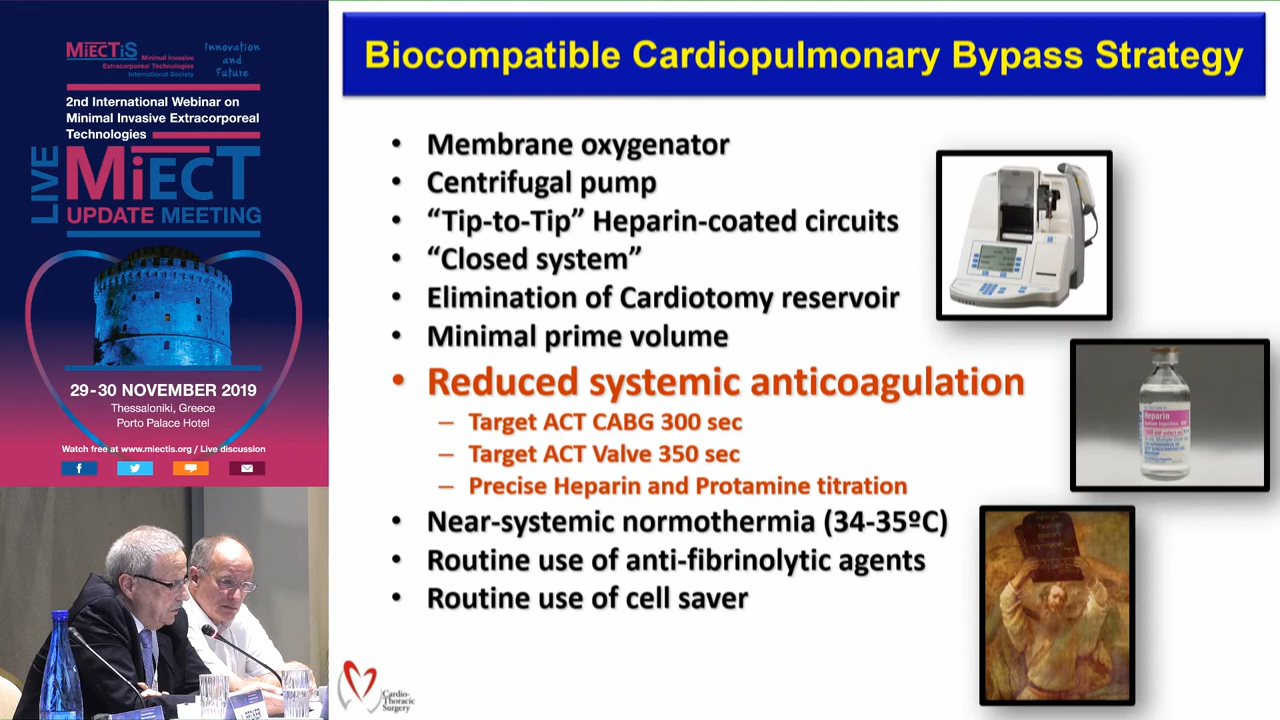 MiECTiS
Minimal Invasive
Extracorporeal Technologies
International Society
Innovation
and
Future
2nd International Webinar on
Minimal Invasive Extracorporeal
Technologies
LIVE
MiECT
UPDATE MEETING
29-30 NOVEMBER 2019
Thessaloniki, Greece
Porto Palace Hotel
Watch free at www.miectis.org / Live discussion
Biocompatible Cardiopulmonary Bypass Strategy
• Membrane oxygenator
• Centrifugal pump
• “Tip-to-Tip” Heparin-coated circuits
• “Closed system”
• Elimination of Cardiotomy reservoir
• Minimal prime volume
• Reduced systemic anticoagulation
– Target ACT CABG 300 sec
– Target ACT Valve 350 sec
– Precise Heparin and Protamine titration
• Near-systemic normothermia (34-35ºC)
• Routine use of anti-fibrinolytic agents
• Routine use of cell saver
Heparin
Cardio-
Thoracic
Surgery